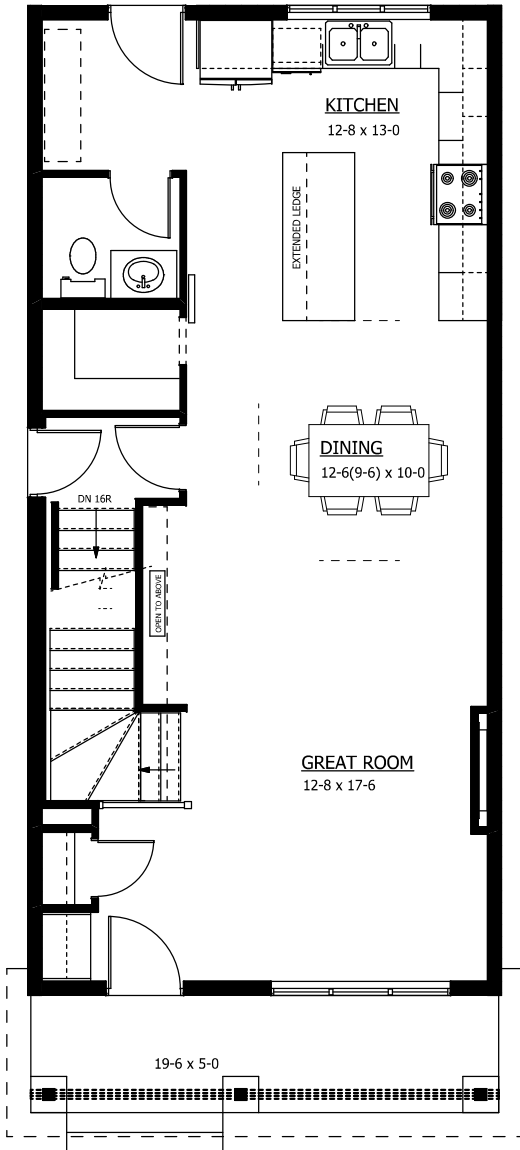 KITCHEN
12-8 x 13-0
EXTENDED LEDGE
DINING
12-6(9-6) x 10-0
DN 16R
OPEN TO ABOVE
GREAT ROOM
12-8 x 17-6
19-6 x 5-0